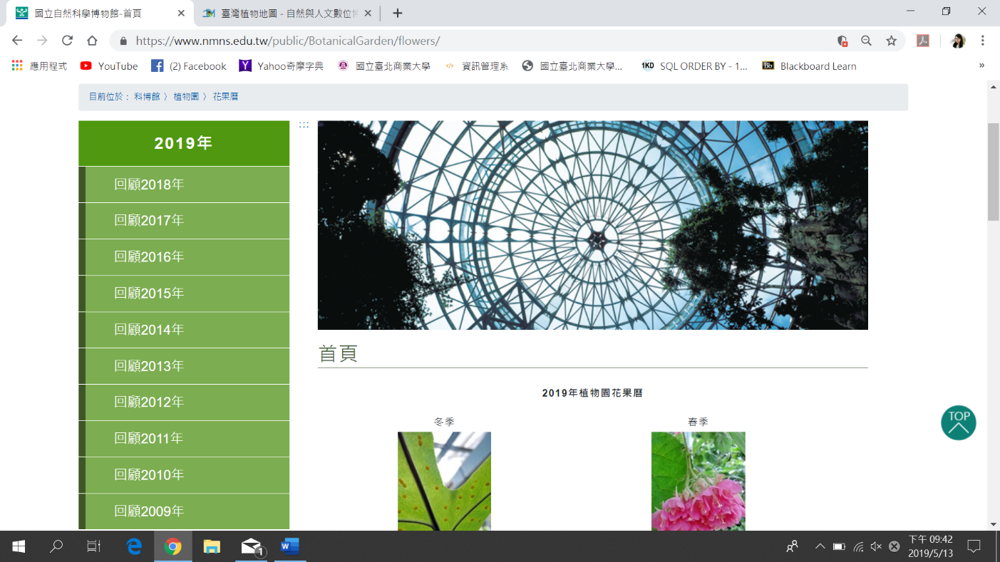 國立自然科學博物館-首頁
臺灣植物地圖 - 自然與人文數位博
https://www.nmns.edu.tw/public/BotanicalGarden/flowers/
應用程式 YouTube (2) Facebook Yahoo奇摩字典 國立臺北商業大學 資訊管理系 國立臺北商業大學... 1KD SQL ORDER BY - 1... Bb Blackboard Learn »
目前位於： 科博館 〉 植物園 〉 花果曆
2019年
:::
回顧2018年
回顧2017年
回顧2016年
回顧2015年
回顧2014年
回顧2013年
回顧2012年
回顧2011年
回顧2010年
回顧2009年
首頁
2019年植物園花果曆
冬季
春季
TOP
1
下午 09:42
2019/5/13